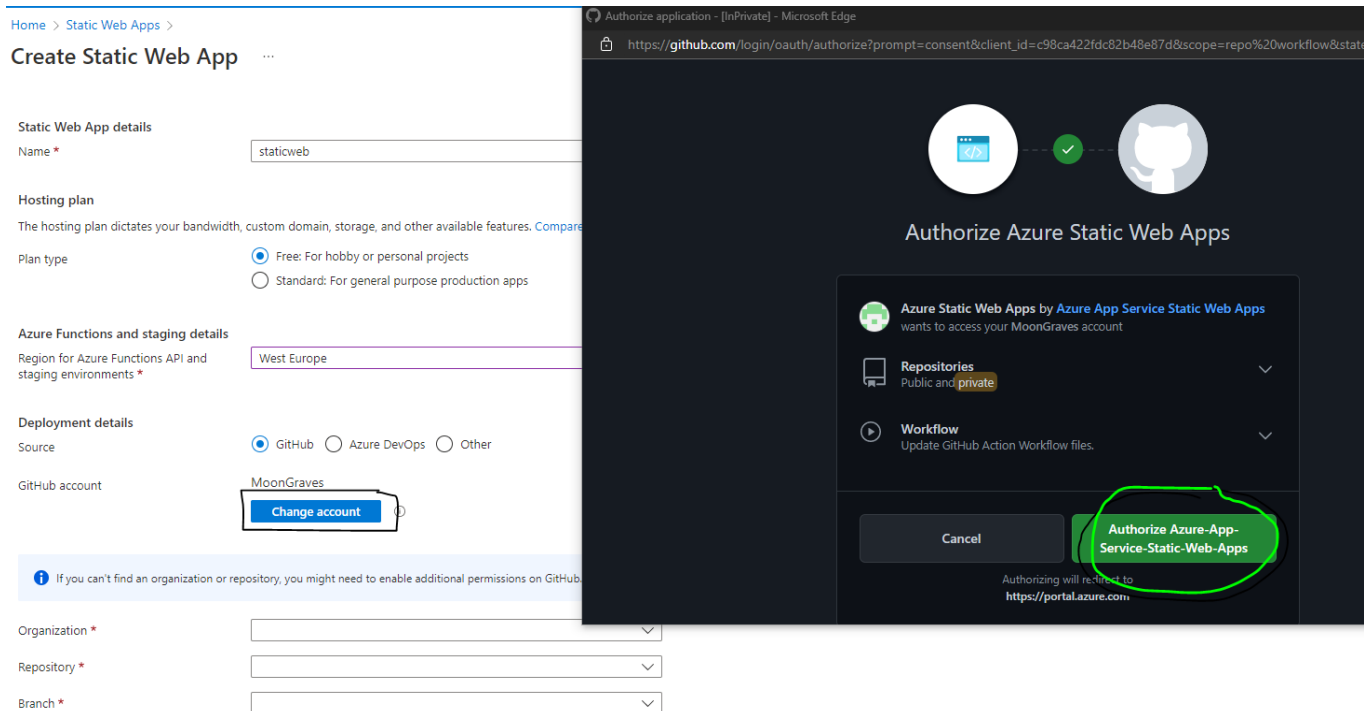 Home > Static Web Apps >
Create Static Web App ...
Static Web App details
Name *
staticweb
Hosting plan
The hosting plan dictates your bandwidth, custom domain, storage, and other available features. Compare
Plan type
Free: For hobby or personal projects
Standard: For general purpose production apps
Azure Functions and staging details
Region for Azure Functions API and
staging environments *
West Europe
Deployment details
Source
GitHub
Azure DevOps
Other
GitHub account
MoonGraves
Change account
If you can't find an organization or repository, you might need to enable additional permissions on GitHub.
Organization *
Repository *
Branch *
Authorize application - [InPrivate] - Microsoft Edge
https://github.com/login/oauth/authorize?prompt=consent&client_id=c98ca422fdc82b48e87d&scope=repo%20workflow&state
Authorize Azure Static Web Apps
Azure Static Web Apps by Azure App Service Static Web Apps
wants to access your MoonGraves account
Repositories
Public and private
Workflow
Update GitHub Action Workflow files.
Cancel
Authorize Azure-App-
Service-Static-Web-Apps
Authorizing will redirect to
https://portal.azure.com